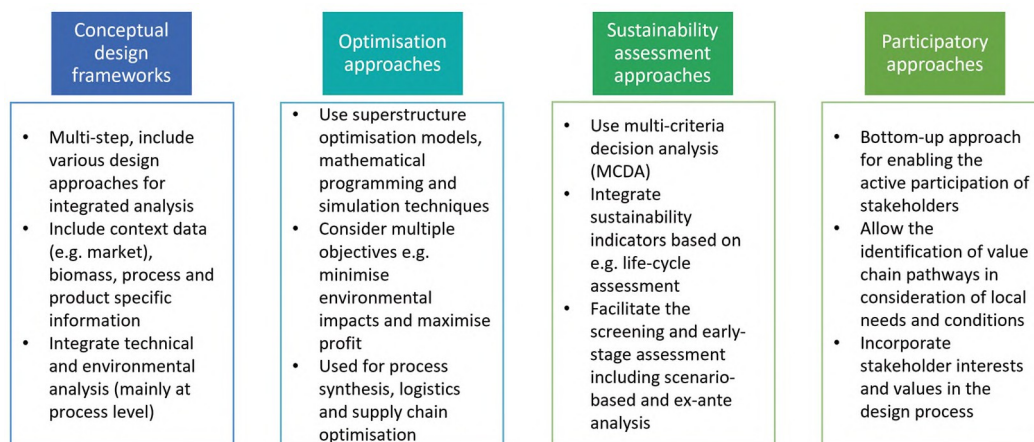 Conceptual
design
frameworks
• Multi-step, include
various design
approaches for
integrated analysis
• Include context data
(e.g. market),
biomass, process and
product specific
information
• Integrate technical
and environmental
analysis (mainly at
process level)
Optimisation
approaches
• Use superstructure
optimisation models,
mathematical
programming and
simulation techniques
• Consider multiple
objectives e.g.
minimise
environmental
impacts and maximise
profit
• Used for process
synthesis, logistics
and supply chain
optimisation
Sustainability
assessment
approaches
• Use multi-criteria
decision analysis
(MCDA)
• Integrate
sustainability
indicators based on
e.g. life-cycle
assessment
• Facilitate the
screening and early-
stage assessment
including scenario-
based and ex-ante
analysis
Participatory
approaches
• Bottom-up approach
for enabling the
active participation of
stakeholders
• Allow the
identification of value
chain pathways in
consideration of local
needs and conditions
• Incorporate
stakeholder interests
and values in the
design process